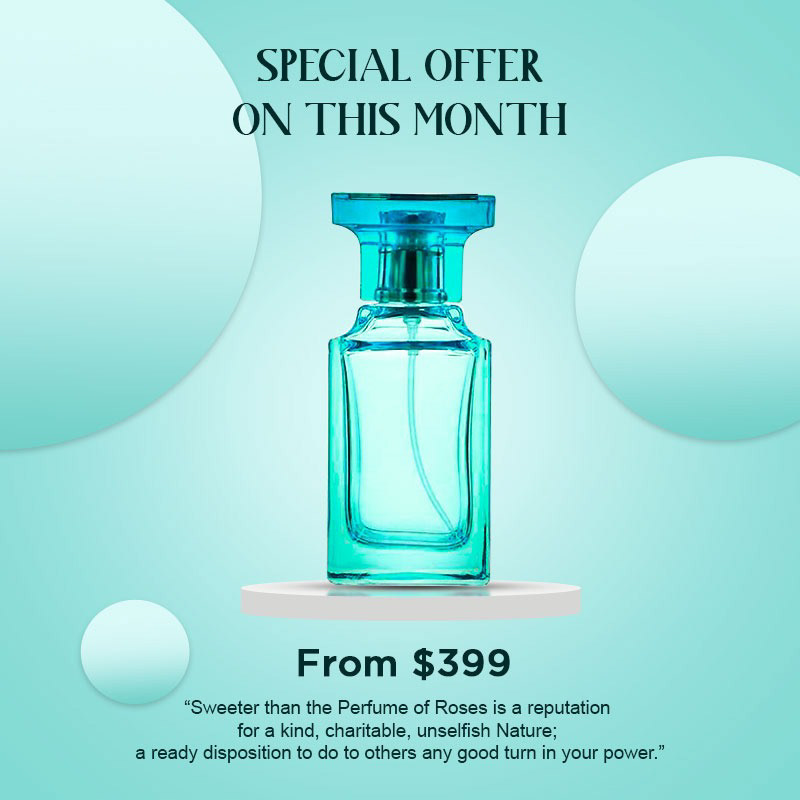 SPECIAL OFFER
ON THIS MONTH
From $399
“Sweeter than the Perfume of Roses is a reputation
for a kind, charitable, unselfish Nature;
a ready disposition to do to others any good turn in your power.”